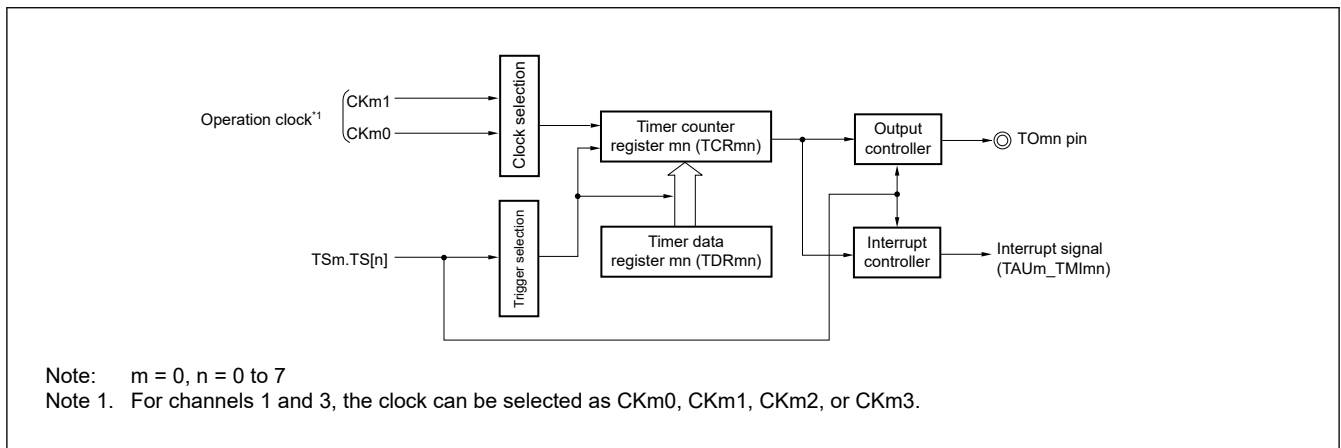 Operation clock*1
CKm1
CKm0
Clock selection
Timer counter
register mn (TCRmn)
Output
controller
TOmn pin
TSm.TS[n]
Trigger selection
Timer data
register mn (TDRmn)
Interrupt
controller
Interrupt signal
(TAUm_TMImn)
Note: m = 0, n = 0 to 7
Note 1. For channels 1 and 3, the clock can be selected as CKm0, CKm1, CKm2, or CKm3.